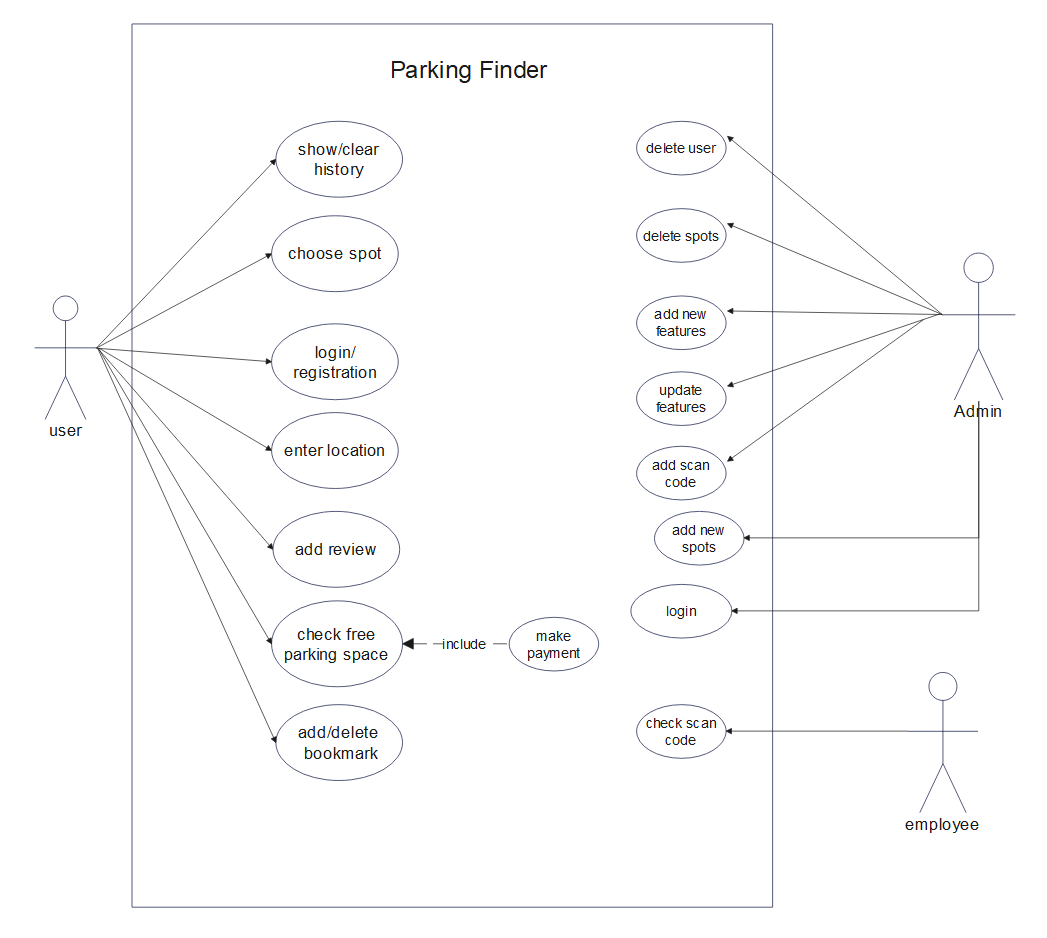 Parking Finder
show/clear
history
choose spot
login/
registration
enter location
add review
check free
parking space
include
make
payment
add/delete
bookmark
user
delete user
delete spots
add new
features
update
features
add scan
code
add new
spots
login
check scan
code
Admin
employee